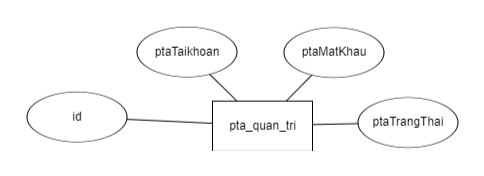 ptaTaikhoan
ptaMatKhau
id
pta_quan_tri
ptaTrangThai